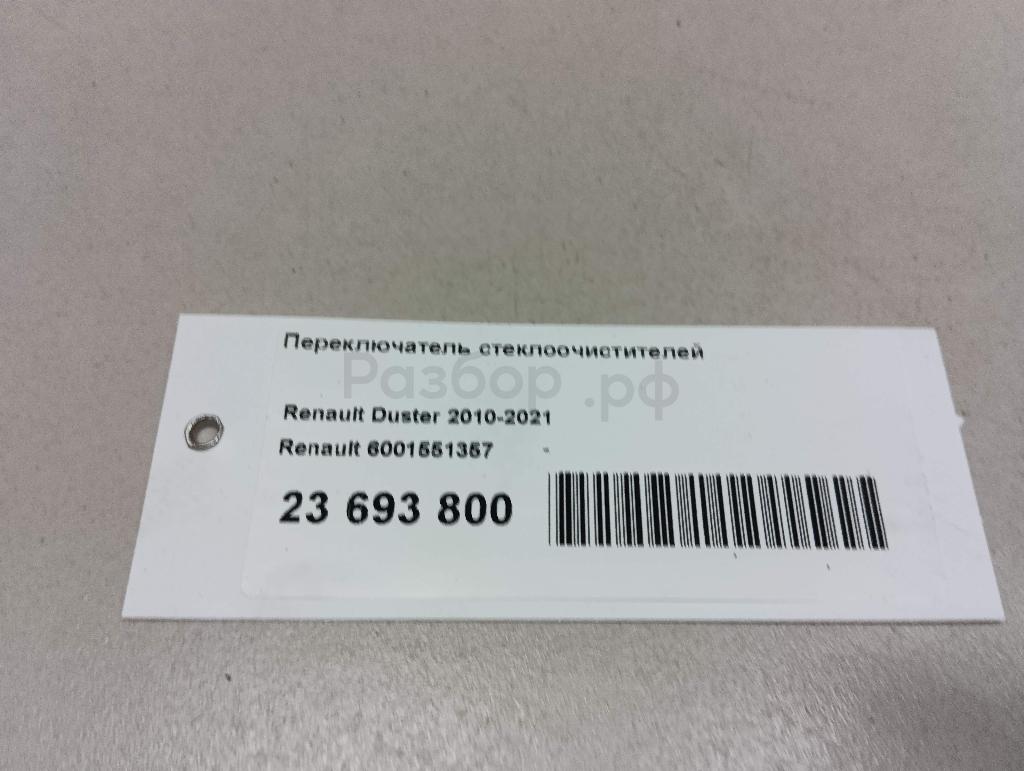 Переключатель стеклоочистителей
Разбор.рф
Renault Duster 2010-2021
Renault 6001551357
23 693 800